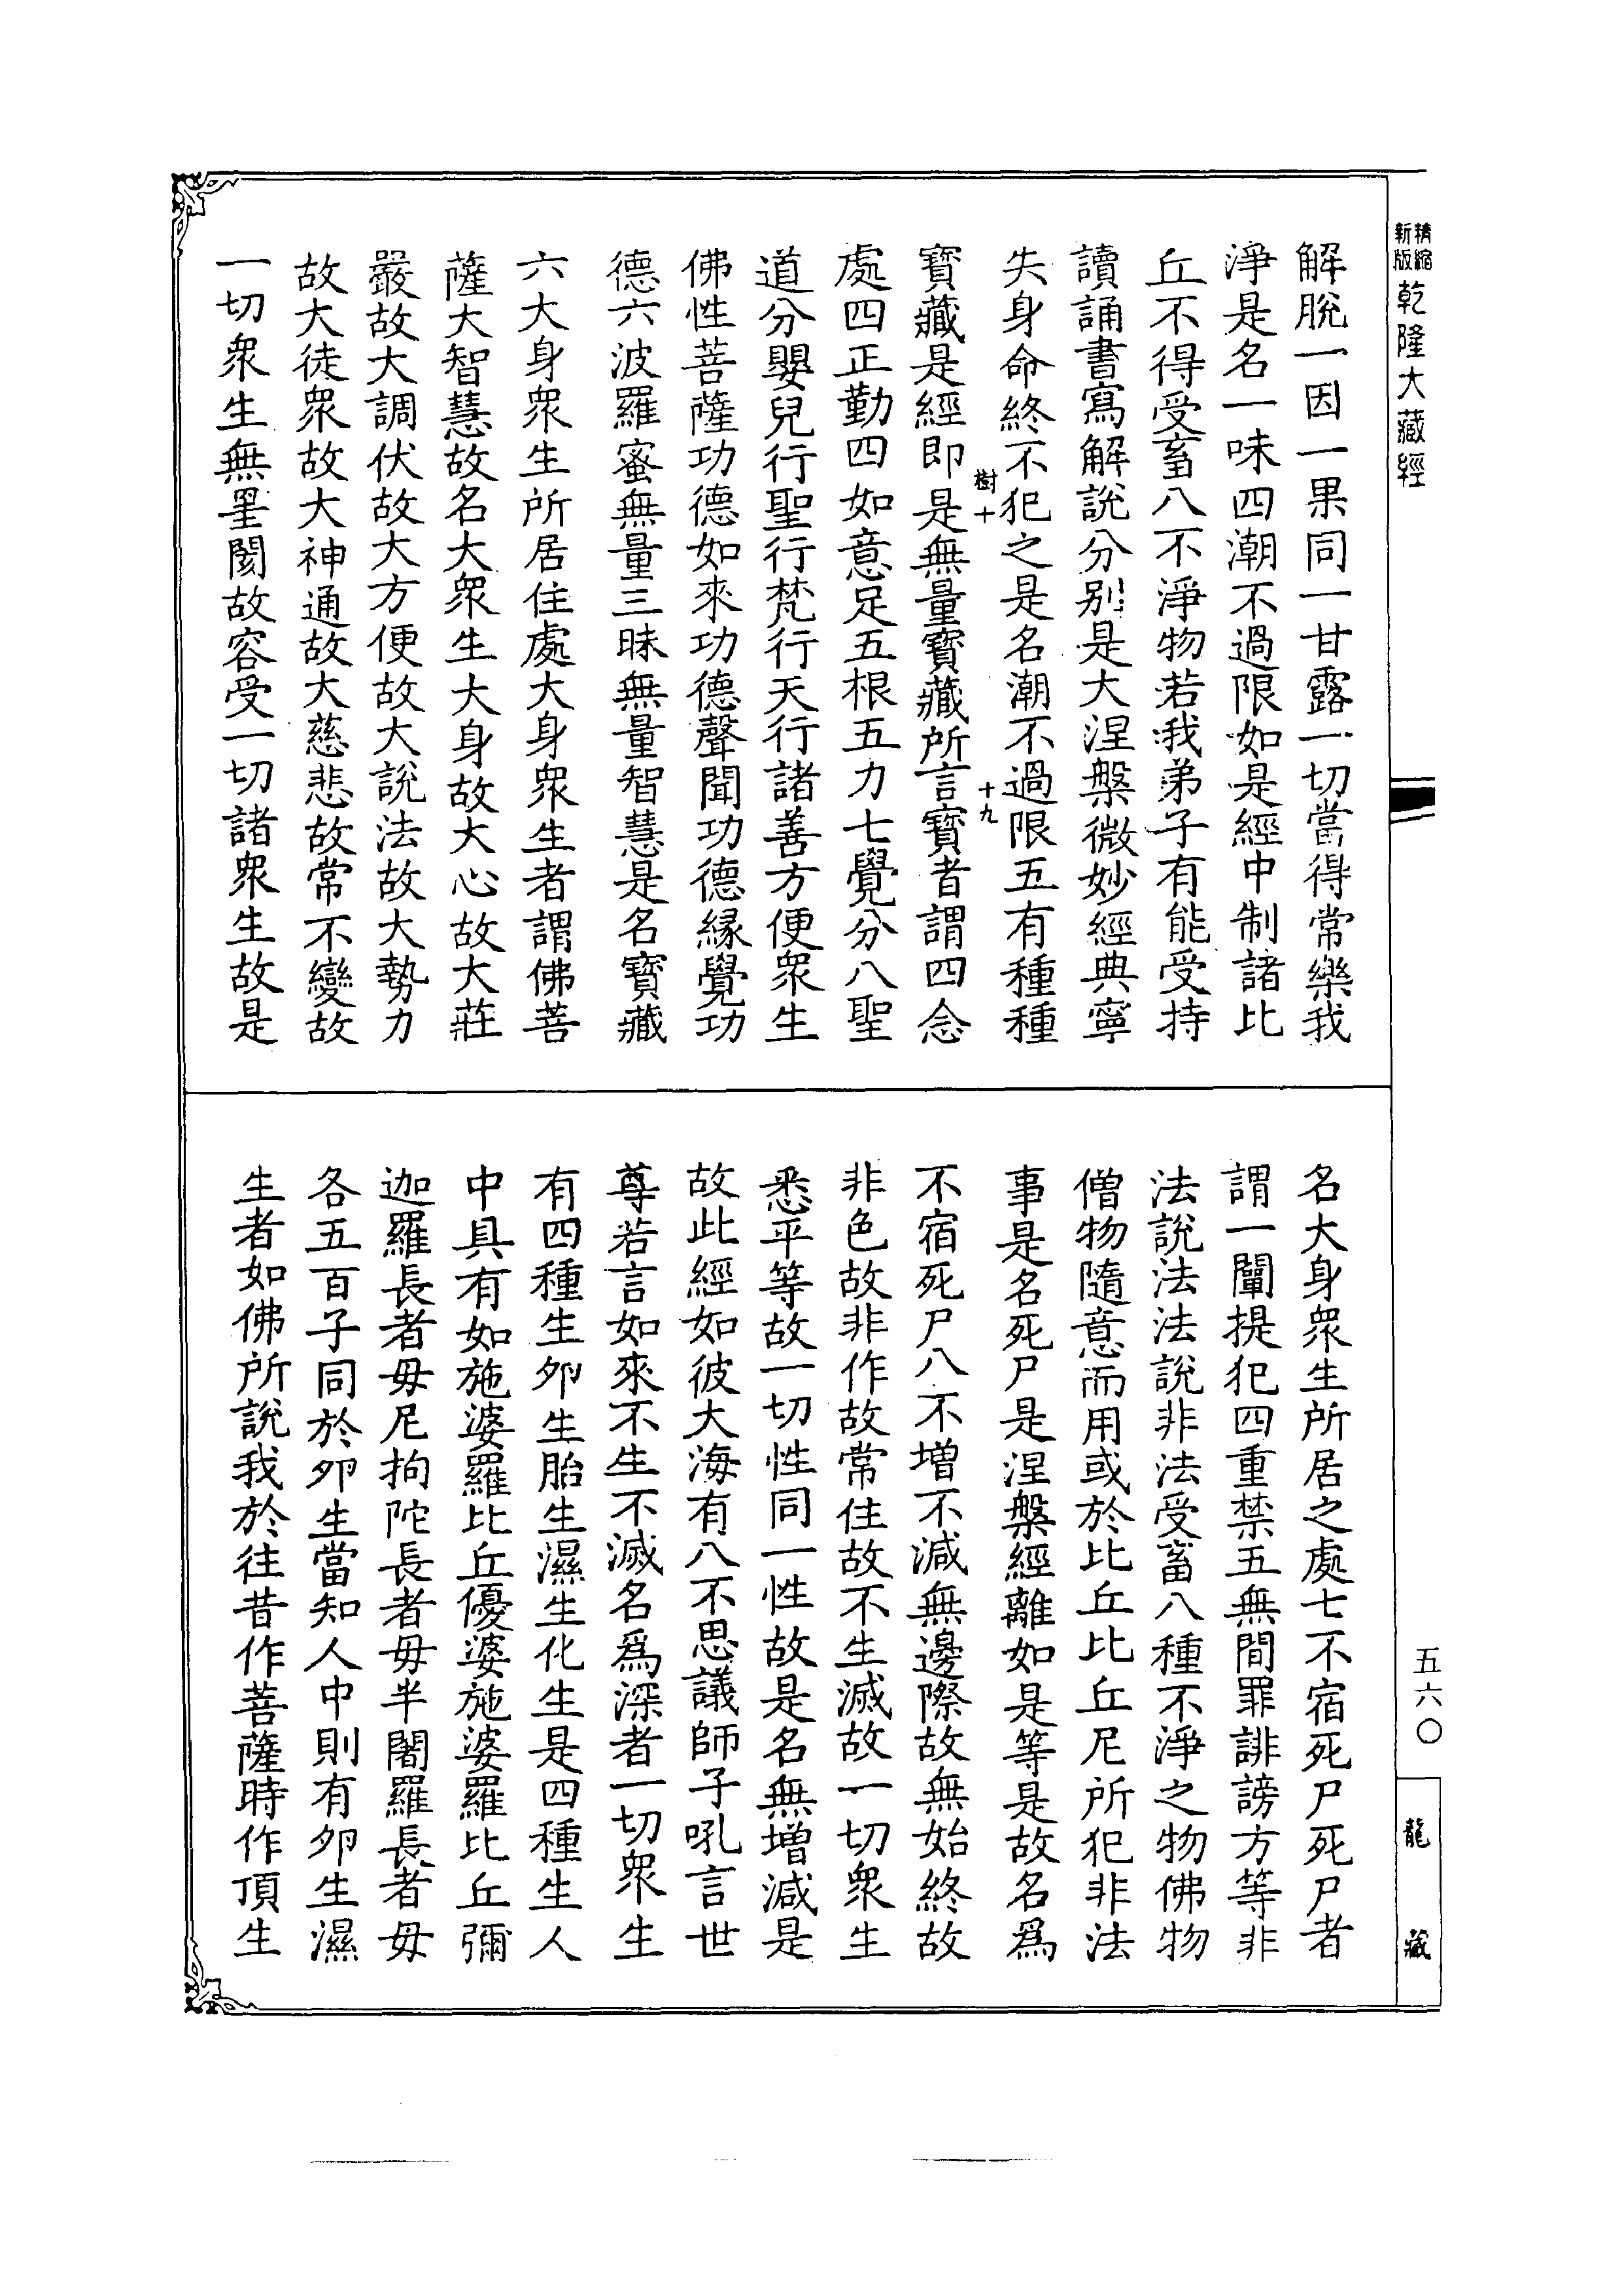 精縮
新版
乾隆大藏經
解脫一因一果同一甘露一切當得常樂我
淨是名一味四潮不過限如是經中制諸比
丘不得受畜八不淨物若我弟子有能受持
讀誦書寫解說分別是大涅槃微妙經典寧
失身命終不犯之是名潮不過限五有種種
樹十
十九
寶藏是經即是無量寶藏所言寶者謂四念
處四正勤四如意足五根五力七覺分八聖
道分嬰兒行聖行梵行天行諸善方便眾生
佛性菩薩功德如來功德聲聞功德緣覺功
德六波羅蜜無量三昧無量智慧是名寶藏
六大身眾生所居住處大身眾生者謂佛菩
薩大智慧故名大眾生大身故大心故大莊
嚴故大調伏故大方便故大說法故大勢力
故大徒眾故大神通故大慈悲故常不變故
一切眾生無罣閡故容受一切諸眾生故是
名大身眾生所居之處七不宿死尸死尸者
謂一闡提犯四重禁五無間罪誹謗方等非
法說法法說非法受畜八種不淨之物佛物
僧物隨意而用或於比丘比丘尼所犯非法
事是名死尸是涅槃經離如是等是故名爲
不宿死尸八不增不減無邊際故無始終故
非色故非作故常住故不生滅故一切眾生
悉平等故一切性同一性故是名無增減是
故此經如彼大海有八不思議師子吼言世
尊若言如來不生不滅名爲深者一切眾生
有四種生卵生胎生濕生化生是四種生人
中具有如施婆羅比丘優婆施婆羅比丘彌
迦羅長者毋尼拘陀長者毋半闍羅長者毋
各五百子同於卵生當知人中則有卵生濕
生者如佛所說我於往昔作菩薩時作頂生
五六〇
龍藏